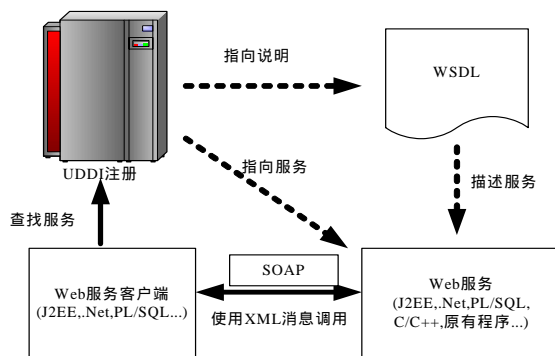 指向说明
WSDL
UDDI注册
指向服务
描述服务
查找服务
SOAP
Web服务客户端
(J2EE,.Net,PL/SQL...)
使用XML消息调用
Web服务
(J2EE,.Net,PL/SQL,
C/C++,原有程序...)